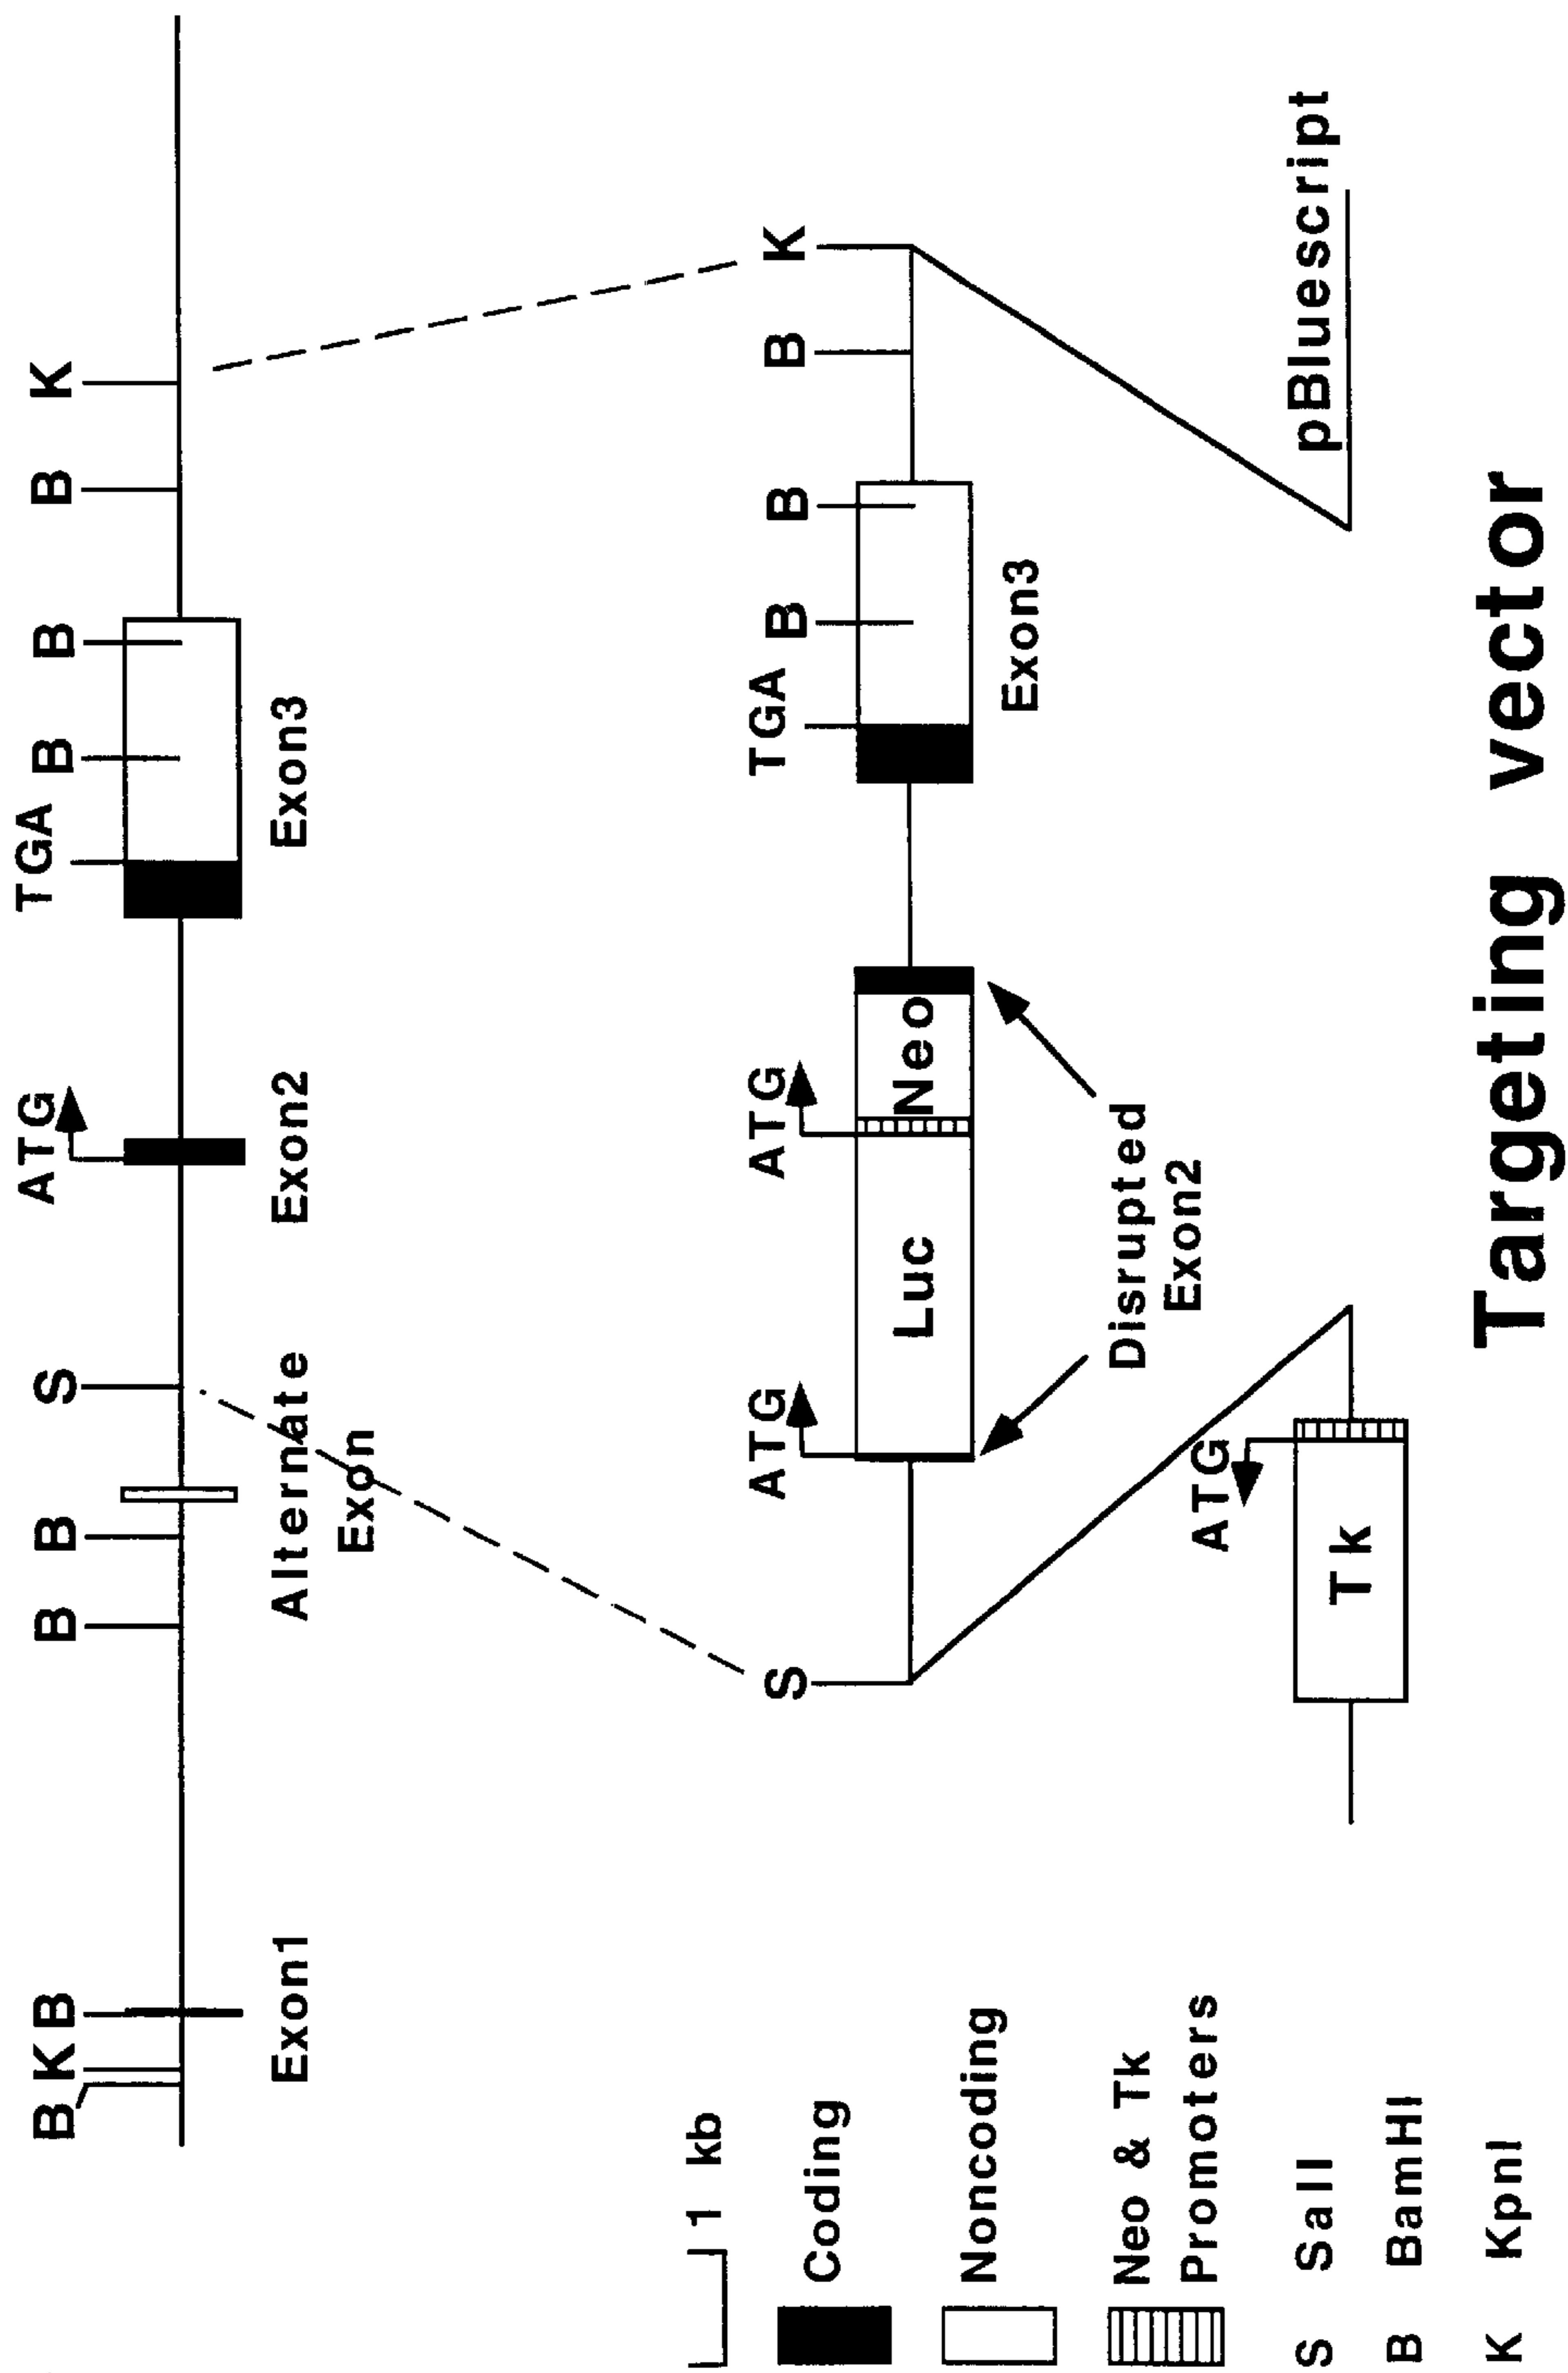 B K B B B S ATG TGA B B B K
Exon1
Alternate
Exon
Exon2
Exon3
1 kb
Coding
Noncoding
Neo & Tk
Promoters
S SalI
B BamHI
K KpnI
S ATG ATG TGA B B B K
Luc
Neo
Exon3
Disrupted
Exon2
ATG
Tk
pBluescript
Targeting vector